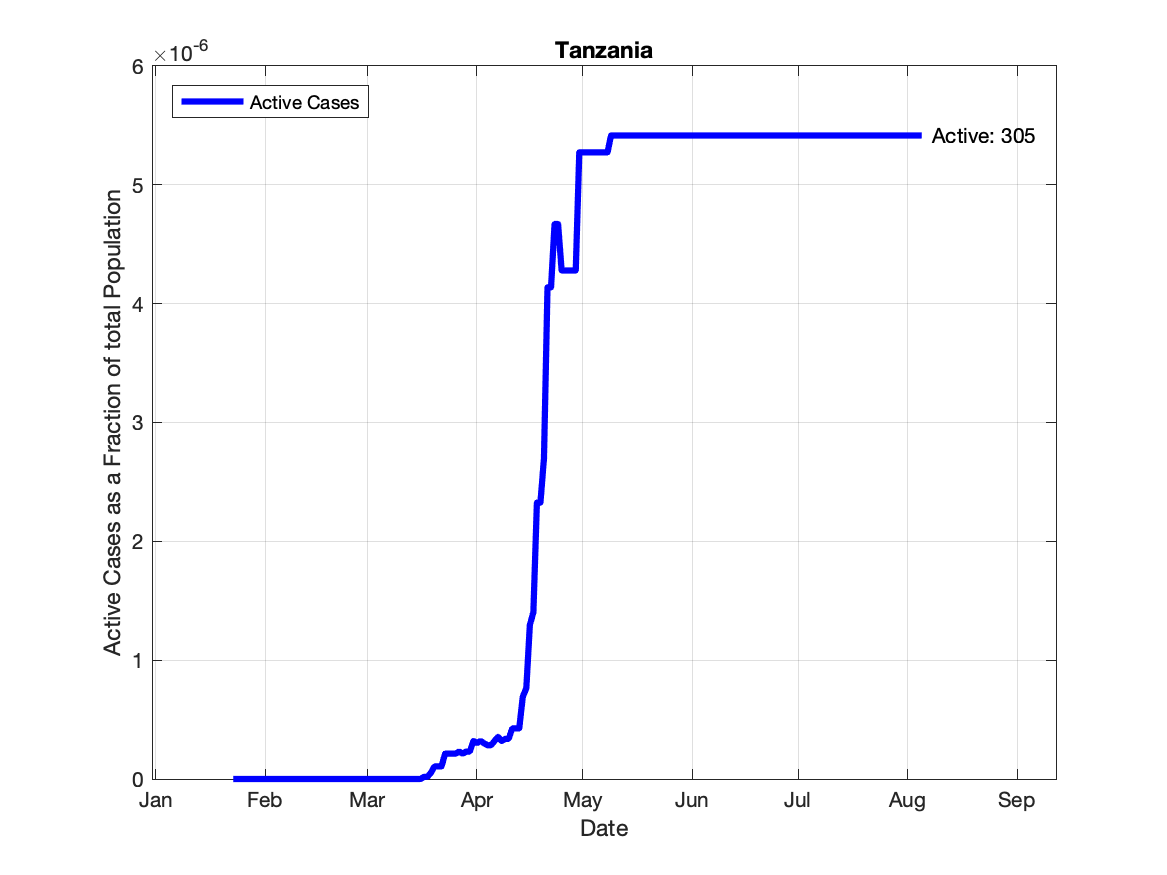 Tanzania
×10-6
Active Cases
Active: 305
6
5
4
3
2
1
0
Active Cases as a Fraction of total Population
Jan Feb Mar Apr May Jun Jul Aug Sep
Date